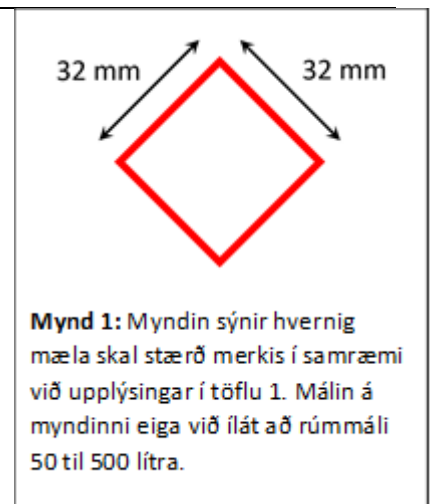 32 mm
32 mm
Mynd 1: Myndin sýnir hvernig
mæla skal stærð merkis í samræmi
við upplýsingar í töflu 1. Málin á
myndinni eiga við ílát að rúmmáli
50 til 500 lítra.